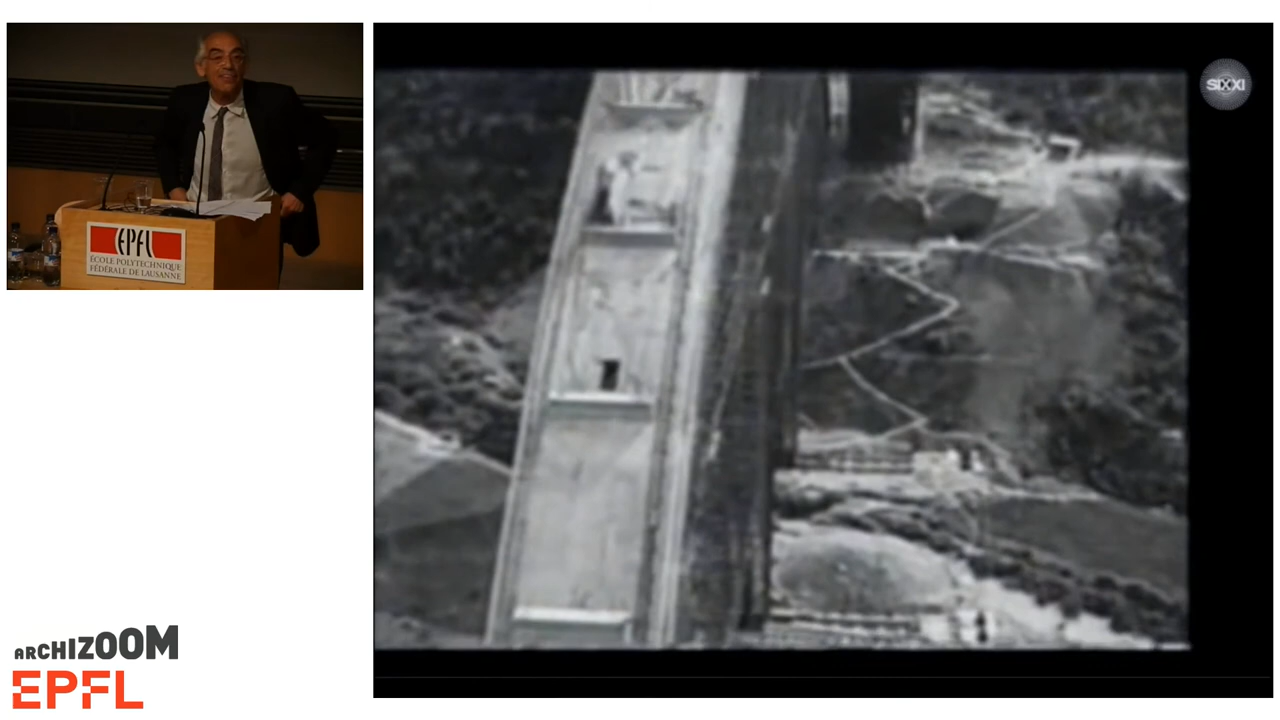 SIXXI
EPFL
ÉCOLE POLYTECHNIQUE
FÉDÉRALE DE LAUSANNE
ARCHIZOOM
EPFL